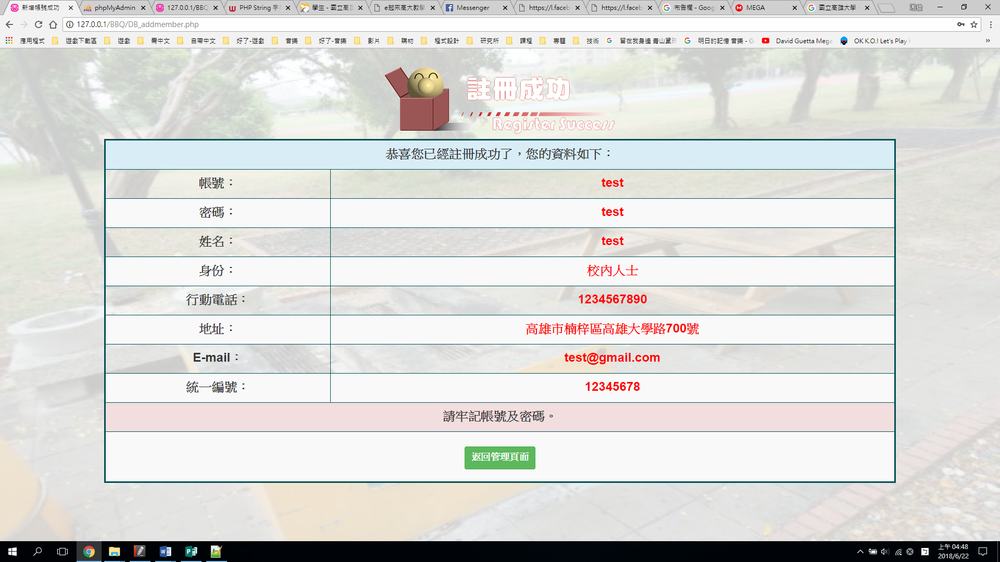 新增帳號成功
phpMyAdmin
127.0.0.1/BBQ
PHP String 字
學生 - 國立高
e起來高大教學
Messenger
https://l.faceb
https://l.faceb
布告欄 - Goog
MEGA
國立高雄大學 -
湘俊
127.0.0.1/BBQ/DB_addmember.php
應用程式
遊戲下載區
遊戲
需中文
自帶中文
好了-遊戲
音樂
好了-音樂
影片
購物
程式設計
研究所
課程
專題
技術
留在我身邊 青山黛
明日的記憶 音樂 - G
David Guetta Mega
OK K.O.! Let's Play
註冊成功
Register Success
恭喜您已經註冊成功了，您的資料如下：
帳號： test
密碼： test
姓名： test
身份： 校內人士
行動電話： 1234567890
地址： 高雄市楠梓區高雄大學路700號
E-mail： test@gmail.com
統一編號： 12345678
請牢記帳號及密碼。
返回管理頁面
上午 04:48
2018/6/22